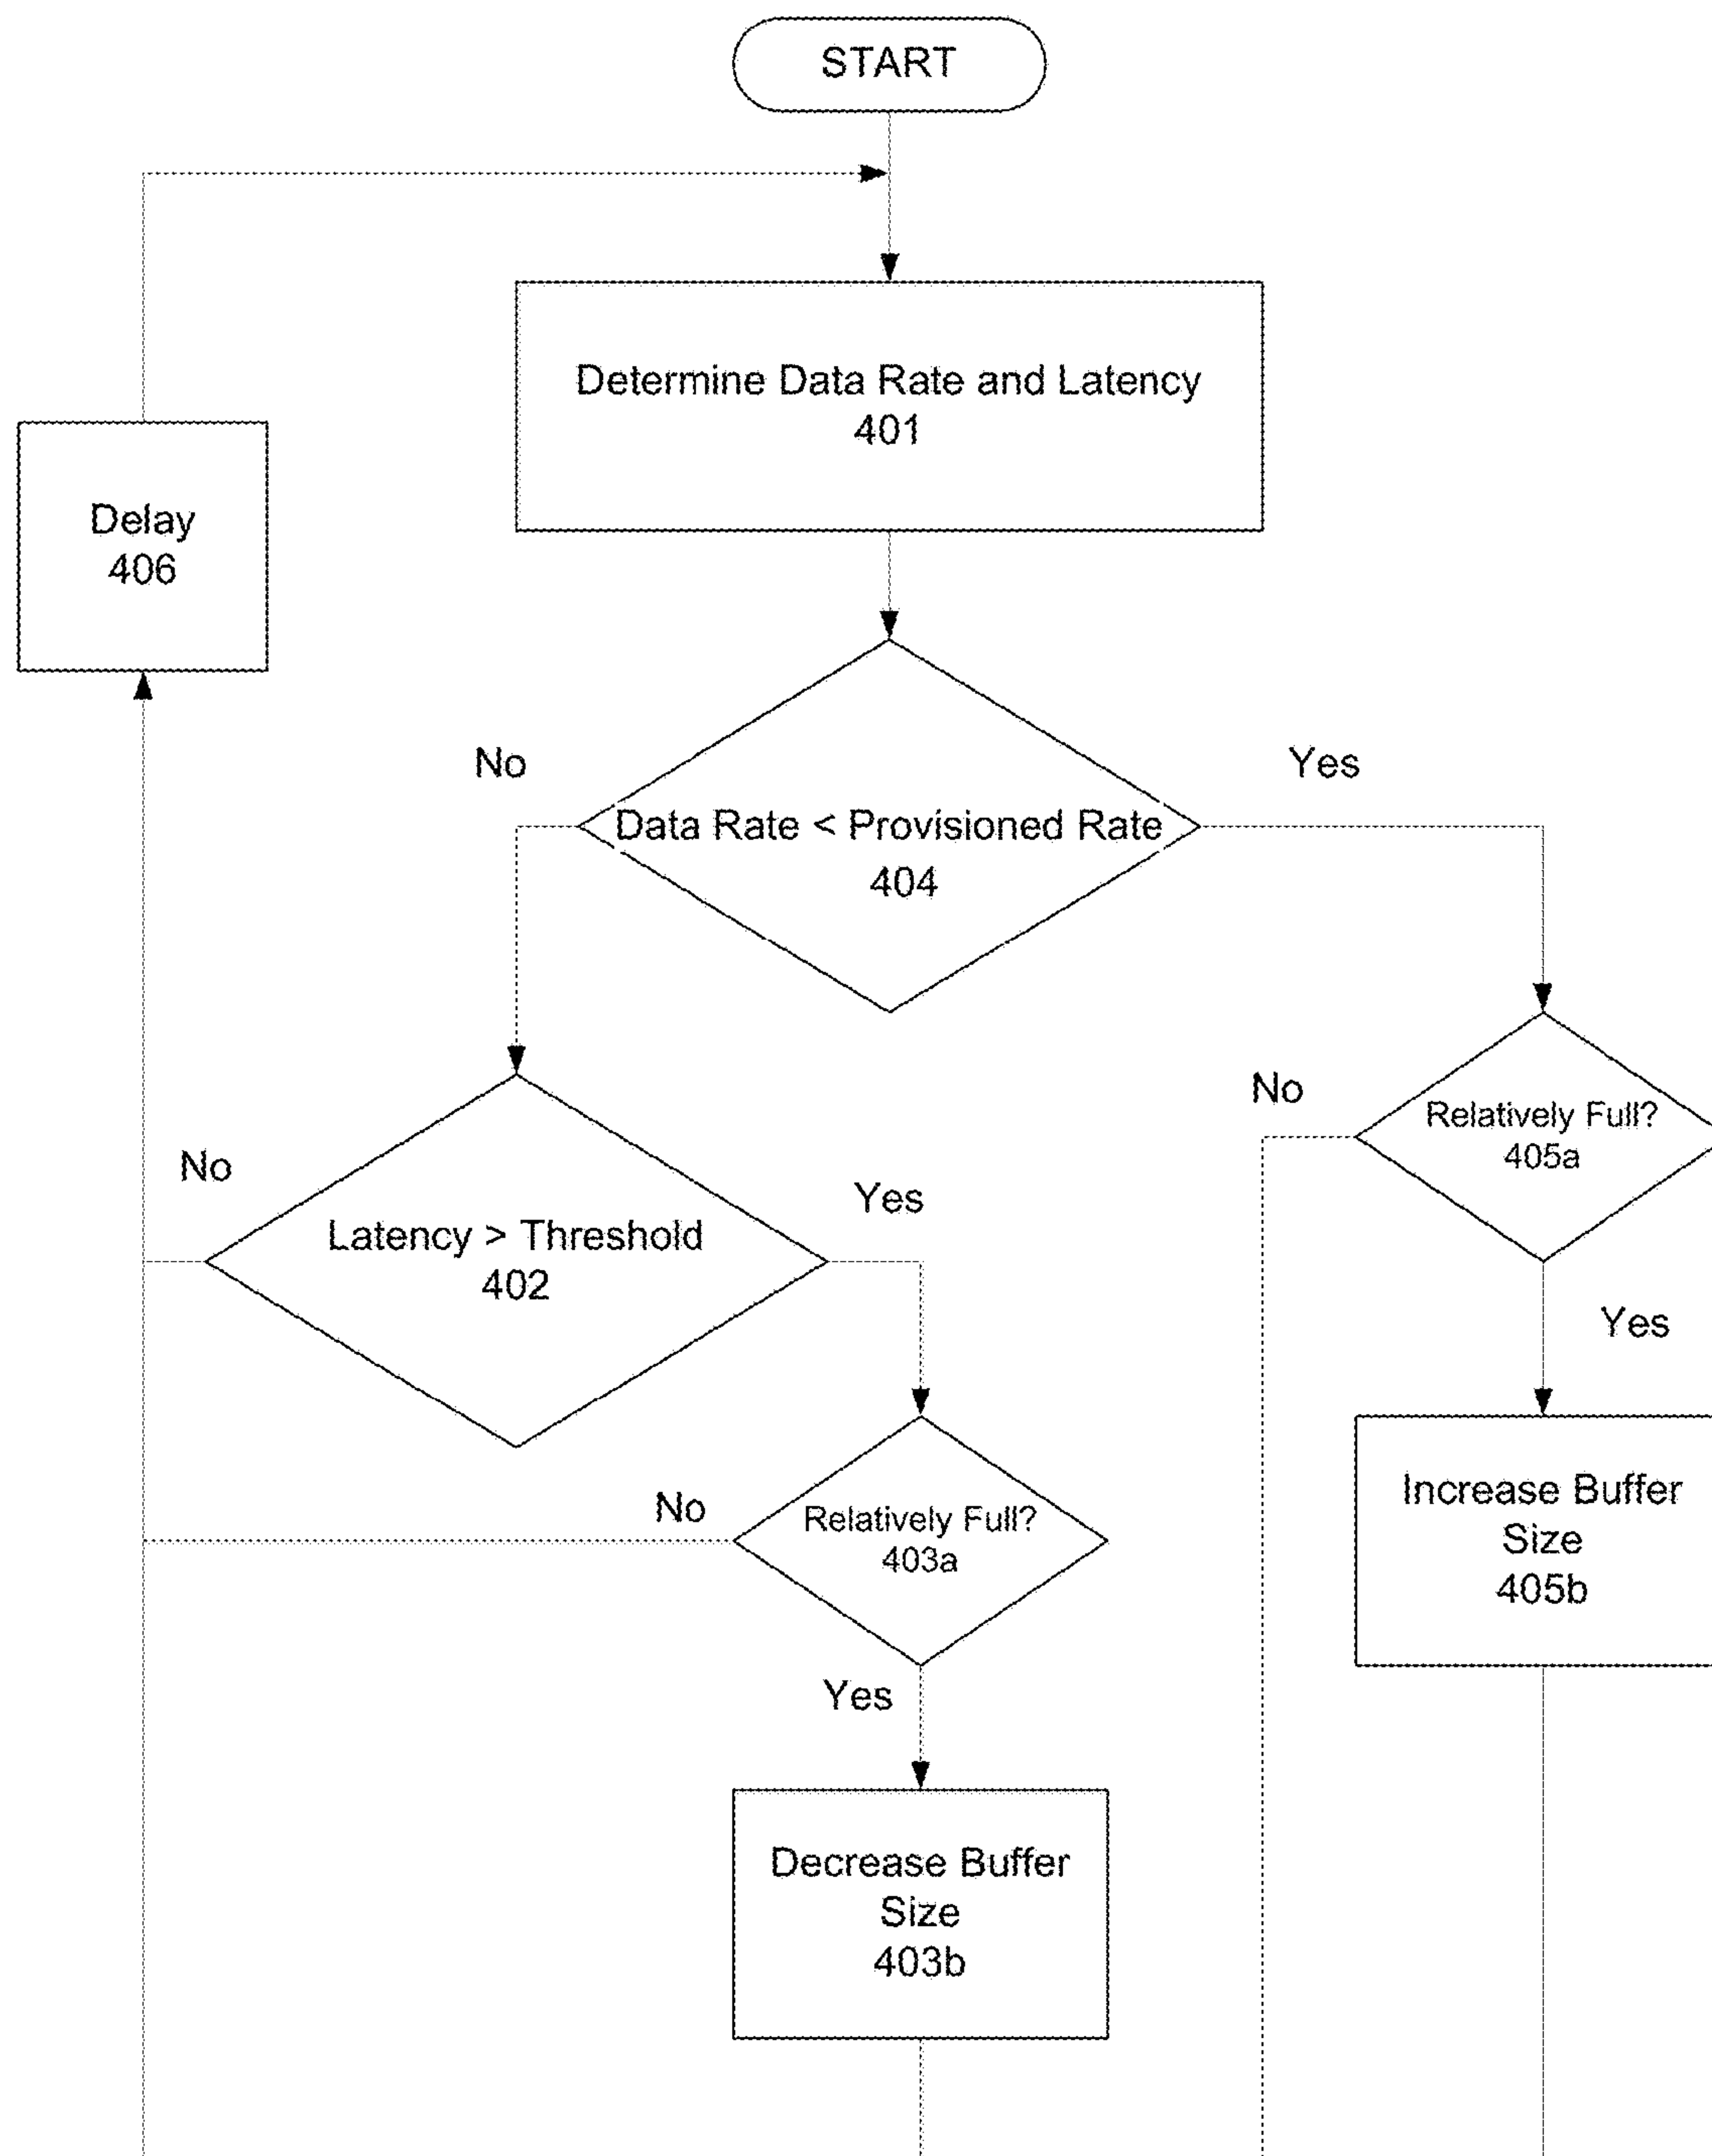 START
Determine Data Rate and Latency
401
Delay
406
No
Yes
Data Rate < Provisioned Rate
404
No
Relatively Full?
405a
No
Yes
Latency > Threshold
402
Yes
No
Relatively Full?
403a
Increase Buffer
Size
405b
Yes
Decrease Buffer
Size
403b